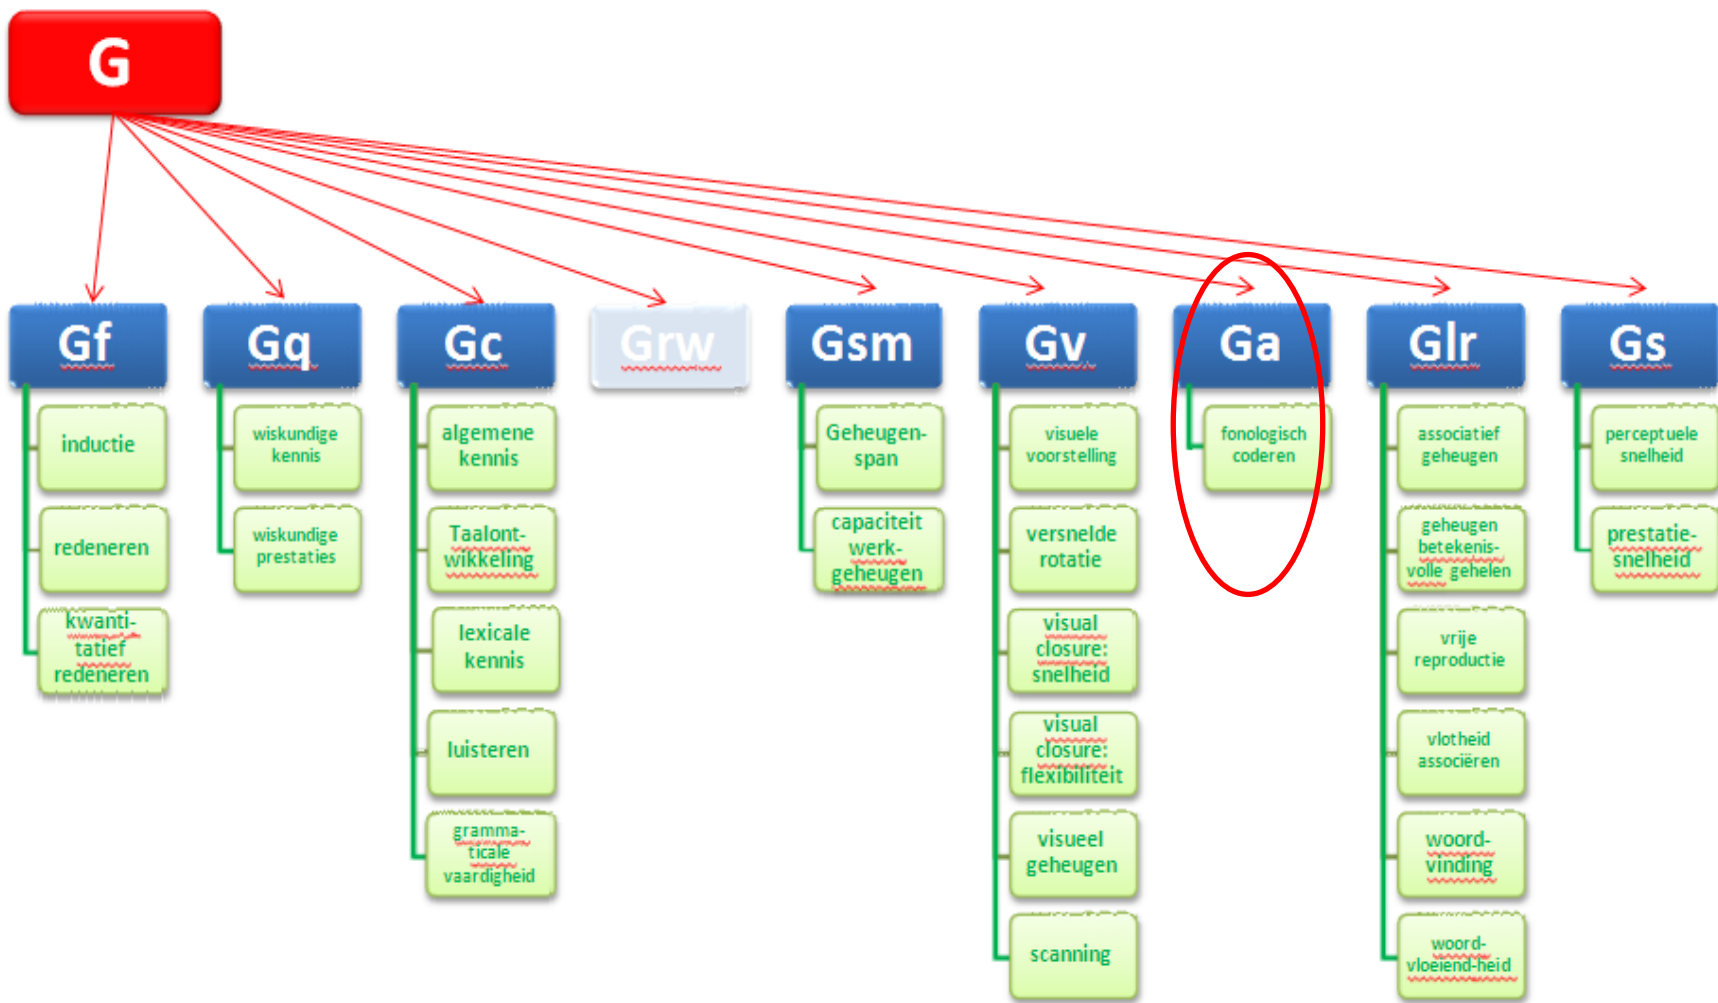 G
Gf
Gq
Gc
Grw
Gsm
Gv
Ga
Glr
Gs
inductie
redeneren
kwanti-
tatief
redeneren
wiskundige
kennis
wiskundige
prestaties
algemene
kennis
Taalont-
wikkeling
lexicale
kennis
luisteren
gramma-
ticale
vaardigheid
Geheugen-
span
capaciteit
werk-
geheugen
visuele
voorstelling
versnelde
rotatie
visual
closure:
snelheid
visual
closure:
flexibiliteit
visueel
geheugen
scanning
fonologisch
coderen
associatief
geheugen
geheugen
betekenis-
volle gehelen
vrije
reproductie
vlotheid
associëren
woord-
vinding
woord-
vloeiend-heid
perceptuele
snelheid
prestatie-
snelheid